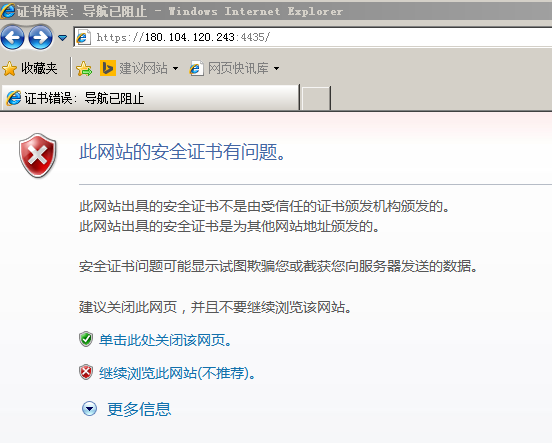 证书错误: 导航已阻止 - Windows Internet Explorer
https://180.104.120.243:4435/
收藏夹 建议网站 网页快讯库
证书错误: 导航已阻止
此网站的安全证书有问题。
此网站出具的安全证书不是由受信任的证书颁发机构颁发的。
此网站出具的安全证书是为其他网站地址颁发的。
安全证书问题可能显示试图欺骗您或截获您向服务器发送的数据。
建议关闭此网页，并且不要继续浏览该网站。
单击此处关闭该网页。
继续浏览此网站(不推荐)。
更多信息